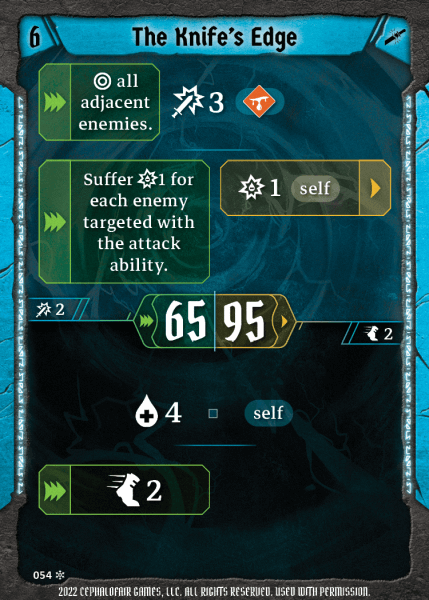 6
The Knife's Edge
all
adjacent
enemies.
3
Suffer 1 for
each enemy
targeted with
the attack
ability.
1 self
2
65 95
2
4 self
2
054
2022 CEPHALOFAIR GAMES, LLC. ALL RIGHTS RESERVED. USED WITH PERMISSION.